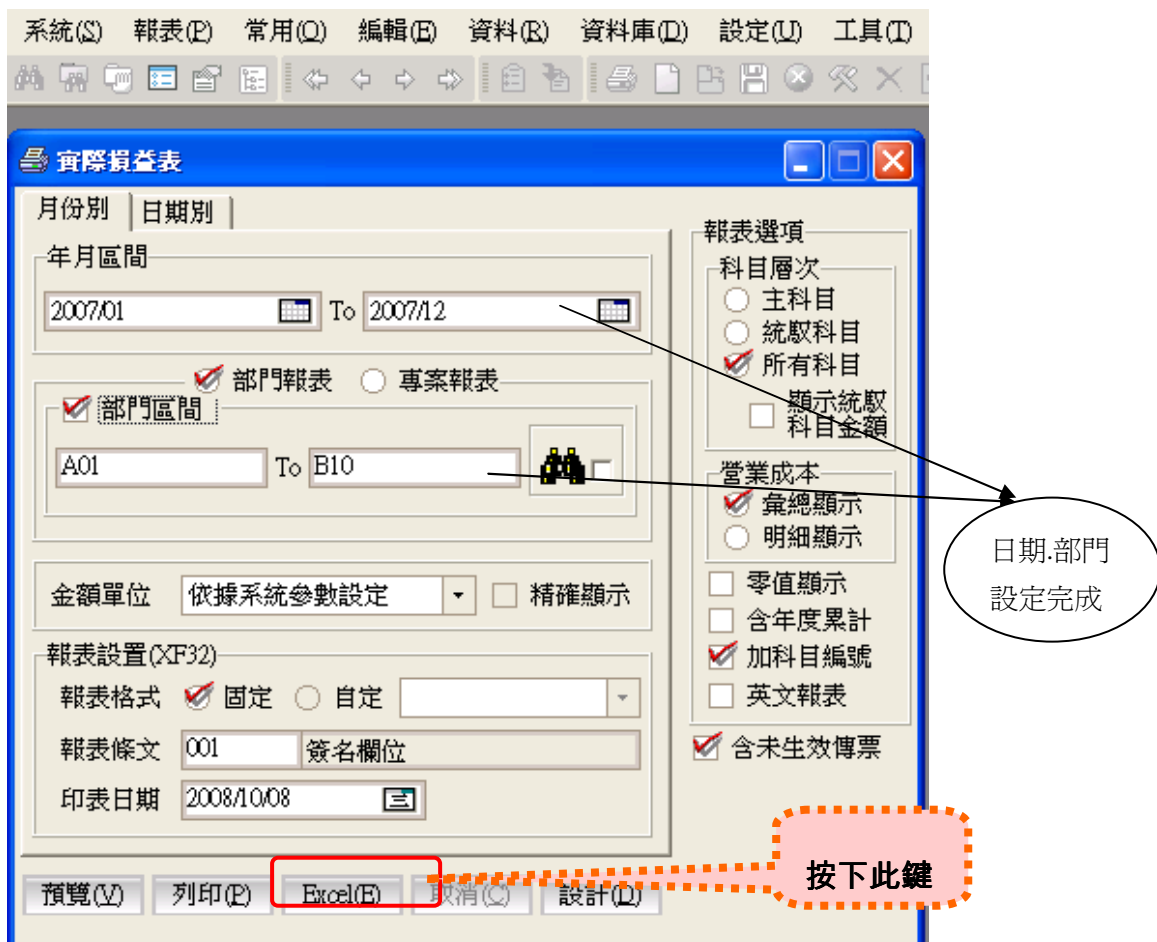 系統(S) 報表(P) 常用(Q) 編輯(E) 資料(R) 資料庫(D) 設定(U) 工具(T)
實際損益表
月份別 日期別
年月區間
2007/01 To 2007/12
部門報表 專案報表
部門區間
A01 To B10
金額單位 依據系統參數設定 精確顯示
報表設置(XF32)
報表格式 固定 自定
報表條文 001 簽名欄位
印表日期 2008/10/08
報表選項
科目層次
主科目
統馭科目
所有科目
顯示統馭
科目金額
營業成本
彙總顯示
明細顯示
零值顯示
含年度累計
加科目編號
英文報表
含未生效傳票
日期.部門
設定完成
按下此鍵
預覽(V) 列印(P) Excel(E) 取消(C) 設計(D)